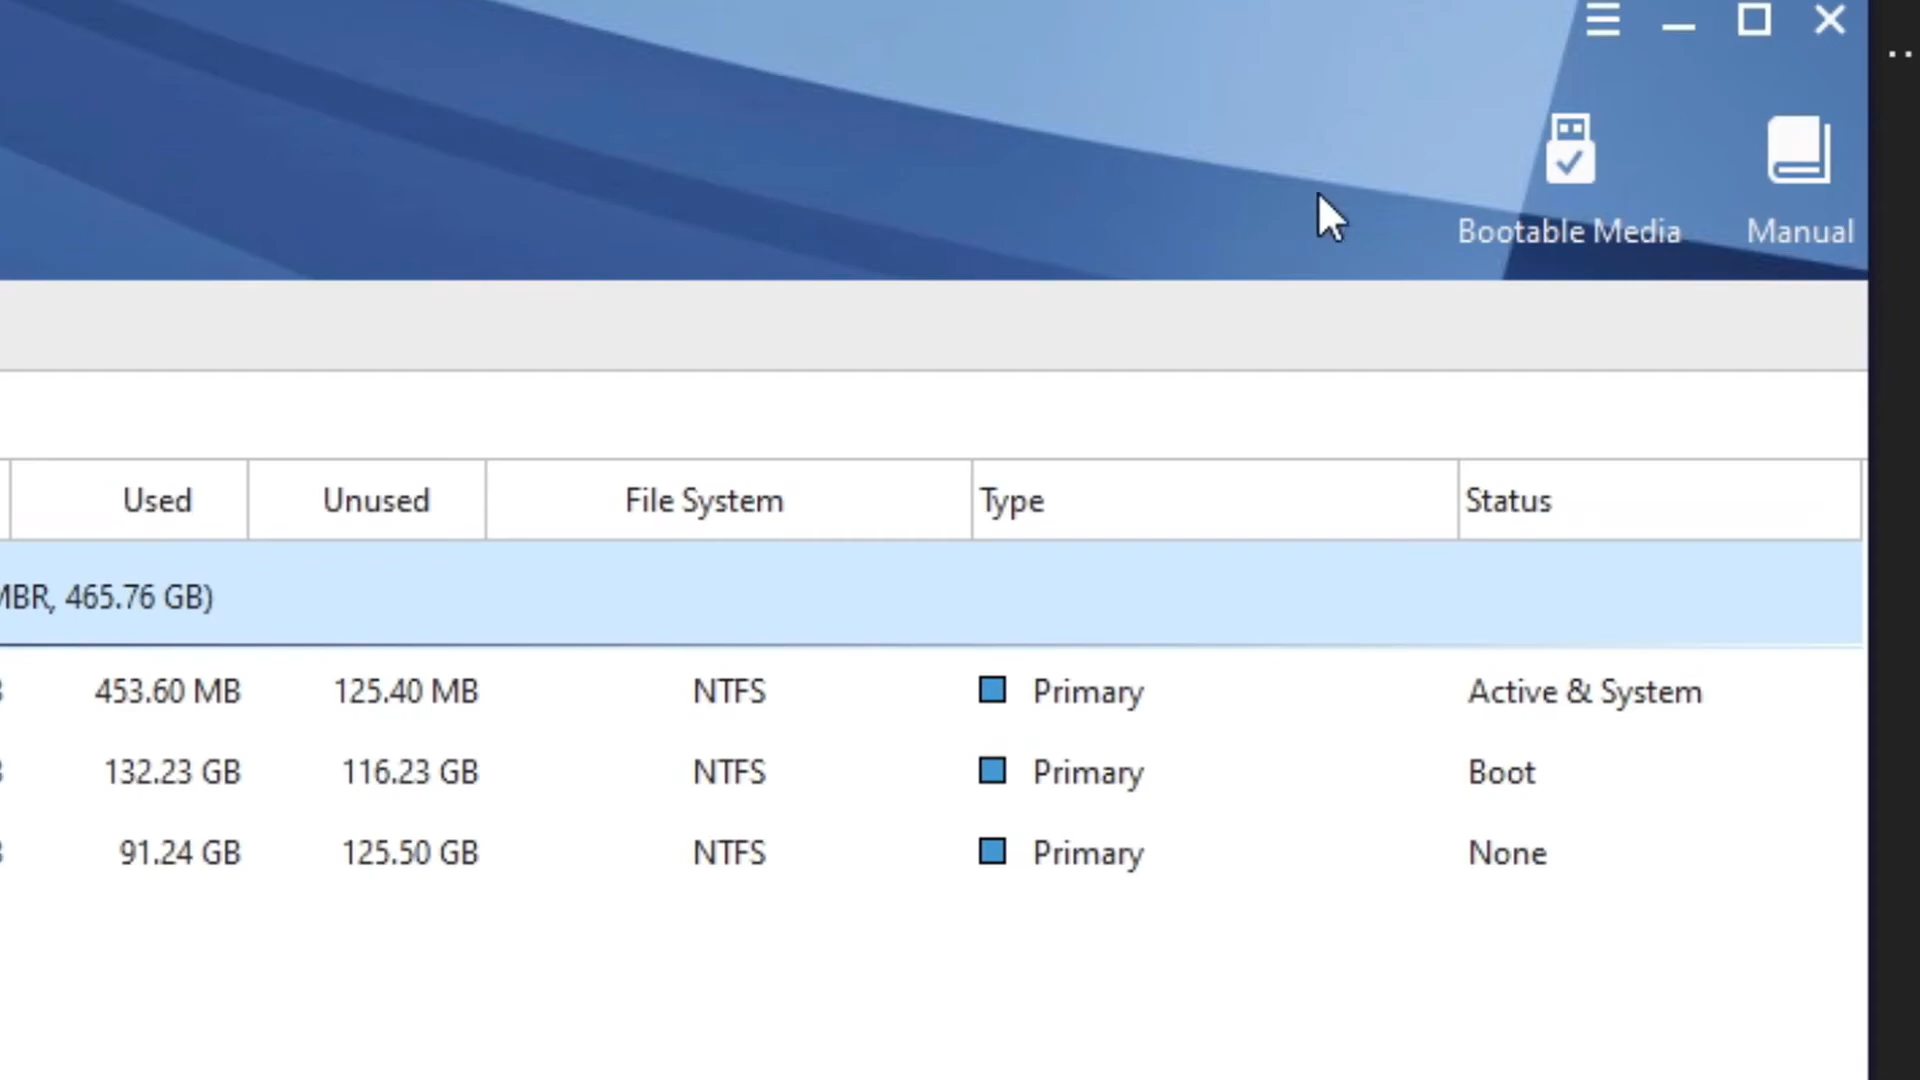 Bootable Media Manual
Used Unused File System Type Status
MBR, 465.76 GB)
453.60 MB 125.40 MB NTFS Primary Active & System
132.23 GB 116.23 GB NTFS Primary Boot
91.24 GB 125.50 GB NTFS Primary None